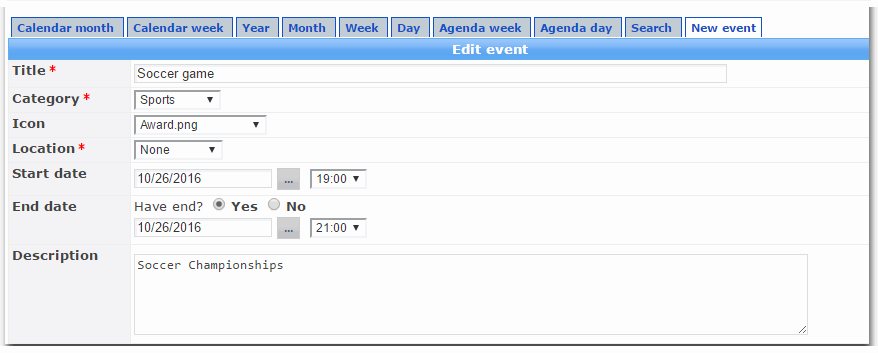 Calendar month Calendar week Year Month Week Day Agenda week Agenda day Search New event
Edit event
Title * Soccer game
Category * Sports
Icon Award.png
Location * None
Start date 10/26/2016 ... 19:00
End date Have end? Yes No
10/26/2016 ... 21:00
Description Soccer Championships